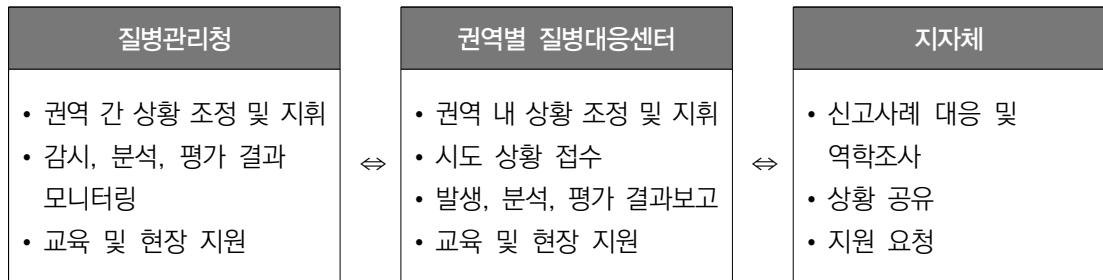 질병관리청
• 권역 간 상황 조정 및 지휘
• 감시, 분석, 평가 결과
모니터링
• 교육 및 현장 지원
⇔
권역별 질병대응센터
• 권역 내 상황 조정 및 지휘
• 시도 상황 접수
• 발생, 분석, 평가 결과보고
• 교육 및 현장 지원
⇔
지자체
• 신고사례 대응 및
역학조사
• 상황 공유
• 지원 요청